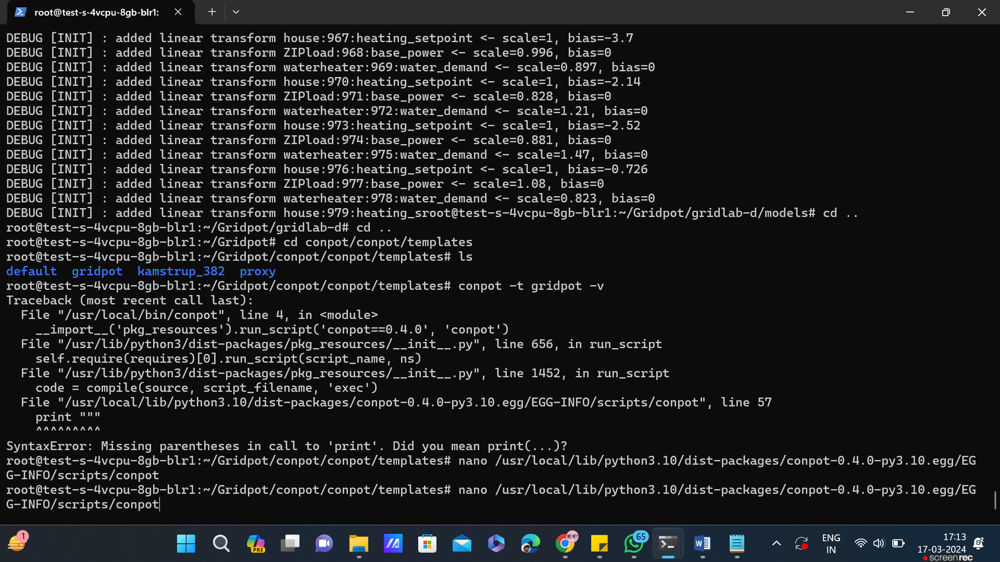 root@test-s-4vcpu-8gb-blr1: ·
DEBUG [INIT] : added linear transform house:967:heating_setpoint <- scale=1, bias=-3.7
DEBUG [INIT] : added linear transform ZIPload:968:base_power <- scale=0.996, bias=0
DEBUG [INIT] : added linear transform waterheater:969:water_demand <- scale=0.897, bias=0
DEBUG [INIT] : added linear transform house:970:heating_setpoint <- scale=1, bias=-2.14
DEBUG [INIT] : added linear transform ZIPload:971:base_power <- scale=0.828, bias=0
DEBUG [INIT] : added linear transform waterheater:972:water_demand <- scale=1.21, bias=0
DEBUG [INIT] : added linear transform house:973:heating_setpoint <- scale=1, bias=-2.52
DEBUG [INIT] : added linear transform ZIPload:974:base_power <- scale=0.881, bias=0
DEBUG [INIT] : added linear transform waterheater:975:water_demand <- scale=1.47, bias=0
DEBUG [INIT] : added linear transform house:976:heating_setpoint <- scale=1, bias=-0.726
DEBUG [INIT] : added linear transform ZIPload:977:base_power <- scale=1.08, bias=0
DEBUG [INIT] : added linear transform waterheater:978:water_demand <- scale=0.823, bias=0
DEBUG [INIT] : added linear transform house:979:heating_sroot@test-s-4vcpu-8gb-blr1:~/Gridpot/gridlab-d/models# cd ..
root@test-s-4vcpu-8gb-blr1:~/Gridpot/gridlab-d# cd ..
root@test-s-4vcpu-8gb-blr1:~/Gridpot# cd conpot/conpot/templates
root@test-s-4vcpu-8gb-blr1:~/Gridpot/conpot/conpot/templates# ls
default  gridpot  kamstrup_382  proxy
root@test-s-4vcpu-8gb-blr1:~/Gridpot/conpot/conpot/templates# conpot -t gridpot -v
Traceback (most recent call last):
  File "/usr/local/bin/conpot", line 4, in <module>
    __import__('pkg_resources').run_script('conpot==0.4.0', 'conpot')
  File "/usr/lib/python3/dist-packages/pkg_resources/__init__.py", line 656, in run_script
    self.require(requires)[0].run_script(script_name, ns)
  File "/usr/lib/python3/dist-packages/pkg_resources/__init__.py", line 1452, in run_script
    code = compile(source, script_filename, 'exec')
  File "/usr/local/lib/python3.10/dist-packages/conpot-0.4.0-py3.10.egg/EGG-INFO/scripts/conpot", line 57
    print """
    ^^^^^^^^^
SyntaxError: Missing parentheses in call to 'print'. Did you mean print(...)?
root@test-s-4vcpu-8gb-blr1:~/Gridpot/conpot/conpot/templates# nano /usr/local/lib/python3.10/dist-packages/conpot-0.4.0-py3.10.egg/EG
G-INFO/scripts/conpot
root@test-s-4vcpu-8gb-blr1:~/Gridpot/conpot/conpot/templates# nano /usr/local/lib/python3.10/dist-packages/conpot-0.4.0-py3.10.egg/EG
G-INFO/scripts/conpot
1
PRE
65
W
ENG
IN
17:13
17-03-2024
screenrec